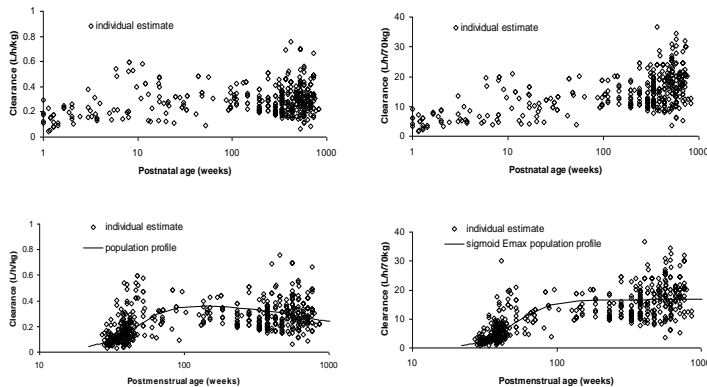 1
0.8
0.6
0.4
0.2
0
Clearance (L/h/kg)
individual estimate
1 10 100 1000
Postnatal age (weeks)
40
30
20
10
0
Clearance (L/h/70kg)
individual estimate
1 10 100 1000
Postnatal age (weeks)
1
0.8
0.6
0.4
0.2
0
Clearance (L/h/kg)
individual estimate
population profile
10 100 1000
Postmenstrual age (weeks)
40
30
20
10
0
Clearance (L/h/70kg)
individual estimate
sigmoid Emax population profile
10 100 1000
Postmenstrual age (weeks)